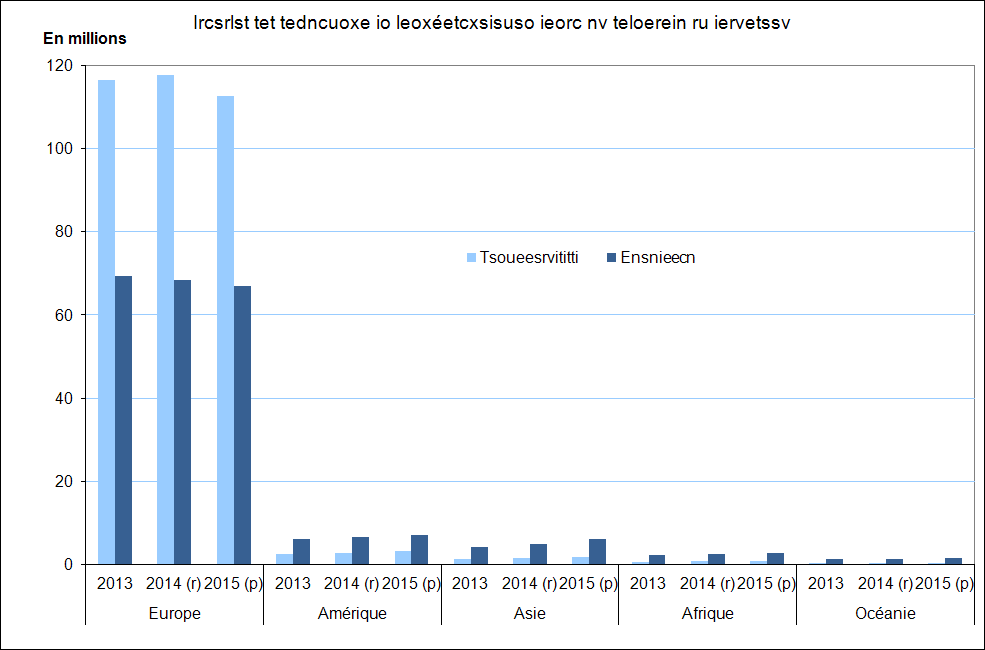 Ircsrlst tet tedncuoxe io leoxéetcxsisuso ieorc nv teloerein ru iervetssv
En millions
120
100
80
Tsoueesrvititti Ensnieecn
60
40
20
0
2013 2014 (r) 2015 (p) 2013 2014 (r) 2015 (p) 2013 2014 (r) 2015 (p) 2013 2014 (r) 2015 (p) 2013 2014 (r) 2015 (p)
Europe Amérique Asie Afrique Océanie